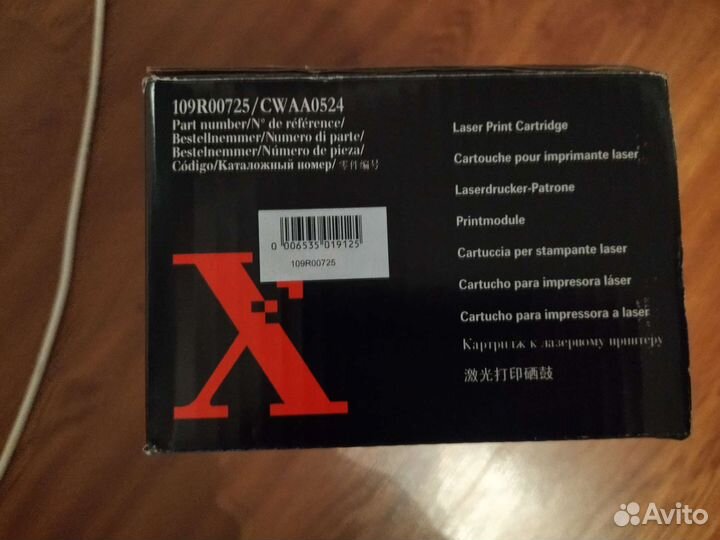 109R00725/CWAA0524
Part number/N° de référence/
Bestellnemmer/Numero di parte/
Bestelnemmer/Número de pieza/
Código/Каталожный номер/零件编号
0 006535 019125
109R00725
X
Laser Print Cartridge
Cartouche pour imprimante laser
Laserdrucker-Patrone
Printmodule
Cartuccia per stampante laser
Cartucho para impresora láser
Cartucho para impressora a laser
Картридж к лазерному принтеру
激光打印硒鼓
Avito